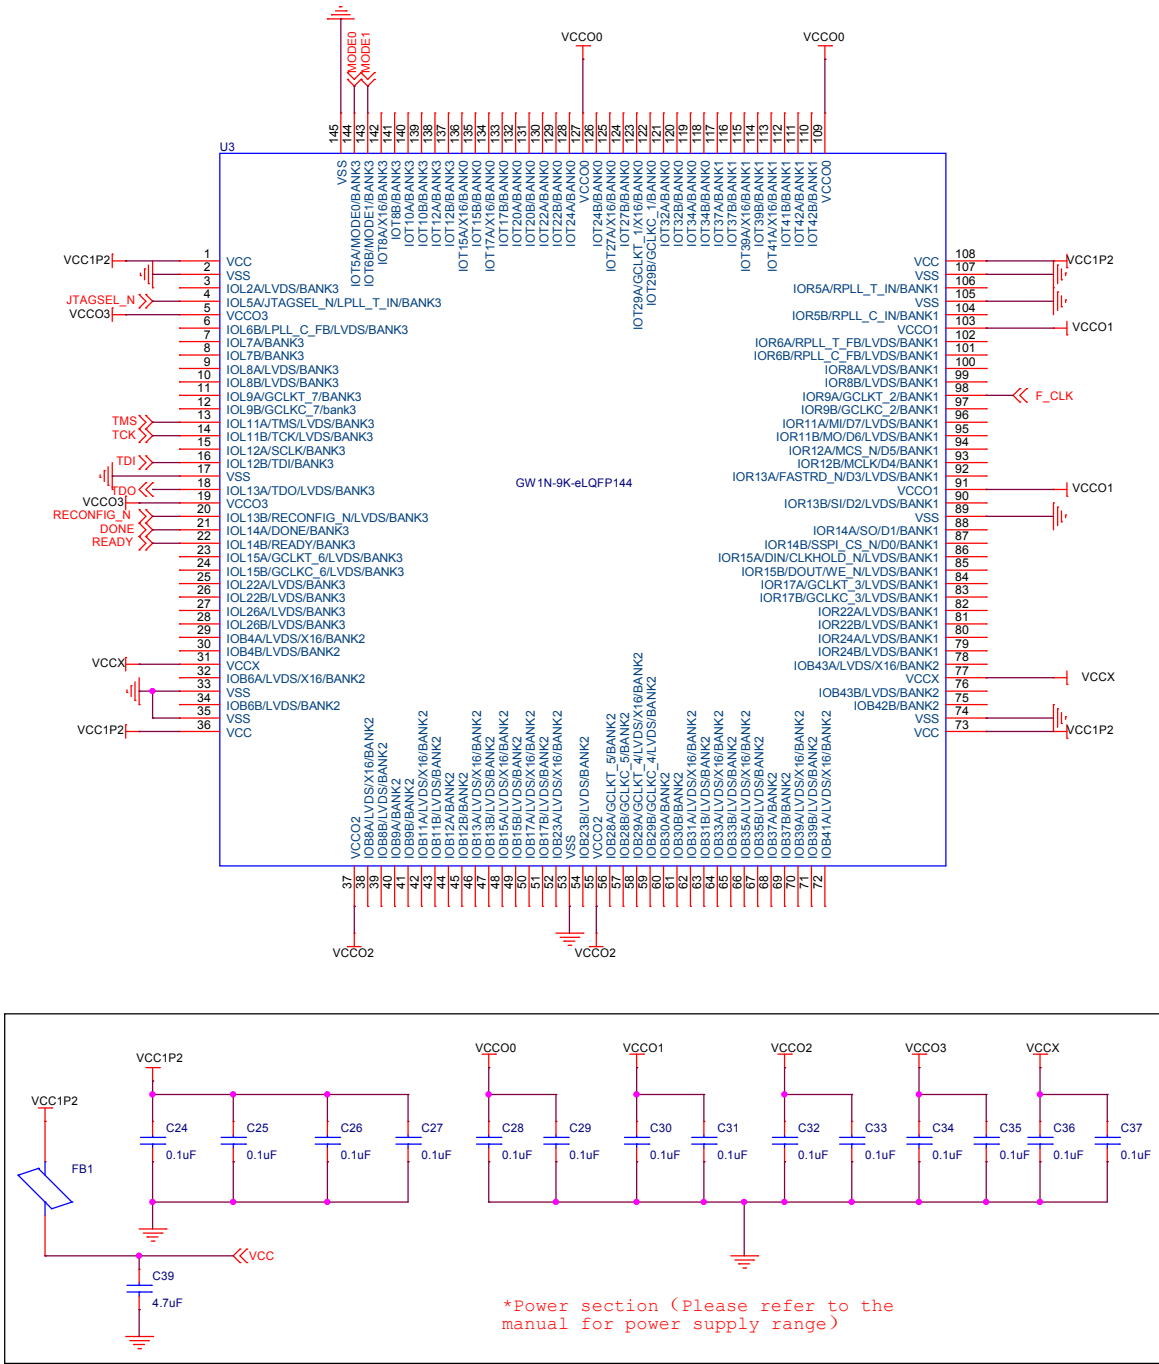 MODE0
MODE1
VCCO0
VCCO0
145
144
143
142
141
140
139
138
137
136
135
134
133
132
131
130
129
128
127
126
125
124
123
122
121
120
119
118
117
116
115
114
113
112
111
110
109
U3
VSS
IOT5A/MODE0/BANK3
IOT6B/MODE1/BANK3
IOT8A/X16/BANK3
IOT8B/BANK3
IOT10A/BANK3
IOT10B/BANK3
IOT12A/BANK3
IOT12B/BANK3
IOT15A/X16/BANK0
IOT15B/BANK0
IOT17A/X16/BANK0
IOT17B/BANK0
IOT20A/BANK0
IOT20B/BANK0
IOT22A/BANK0
IOT22B/BANK0
IOT24A/BANK0
VCCO0
IOT24B/BANK0
IOT27A/X16/BANK0
IOT27B/BANK0
IOT29A/GCLKT_1/X16/BANK0
IOT29B/GCLKC_1/BANK0
IOT32A/BANK0
IOT32B/BANK0
IOT34A/BANK0
IOT34B/BANK0
IOT37A/BANK1
IOT37B/BANK1
IOT39A/X16/BANK1
IOT39B/BANK1
IOT41A/X16/BANK1
IOT41B/BANK1
IOT42A/BANK1
IOT42B/BANK1
VCCO0
VCC1P2 1 VCC
2 VSS
3 IOL2A/LVDS/BANK3
JTAGSEL_N 4 IOL5A/JTAGSEL_N/LPLL_T_IN/BANK3
VCCO3 5 VCCO3
6 IOL6B/LPLL_C_FB/LVDS/BANK3
7 IOL7A/BANK3
8 IOL7B/BANK3
9 IOL8A/LVDS/BANK3
10 IOL8B/LVDS/BANK3
11 IOL9A/GCLKT_7/BANK3
12 IOL9B/GCLKC_7/bank3
TMS 13 IOL11A/TMS/LVDS/BANK3
TCK 14 IOL11B/TCK/LVDS/BANK3
15 IOL12A/SCLK/BANK3
TDI 16 IOL12B/TDI/BANK3
17 VSS
TDO 18 IOL13A/TDO/LVDS/BANK3
VCCO3 19 VCCO3
RECONFIG_N 20 IOL13B/RECONFIG_N/LVDS/BANK3
DONE 21 IOL14A/DONE/BANK3
READY 22 IOL14B/READY/BANK3
23 IOL15A/GCLKT_6/LVDS/BANK3
24 IOL15B/GCLKC_6/LVDS/BANK3
25 IOL22A/LVDS/BANK3
26 IOL22B/LVDS/BANK3
27 IOL26A/LVDS/BANK3
28 IOL26B/LVDS/BANK3
29 IOB4A/LVDS/X16/BANK2
30 IOB4B/LVDS/BANK2
VCCX 31 VCCX
32 IOB6A/LVDS/X16/BANK2
33 VSS
34 IOB6B/LVDS/BANK2
35 VSS
VCC1P2 36 VCC
GW1N-9K-eLQFP144
VCC 108 VCC1P2
VSS 107
IOR5A/RPLL_T_IN/BANK1 106
VSS 105
IOR5B/RPLL_C_IN/BANK1 104
VCCO1 103 VCCO1
IOR6A/RPLL_T_FB/LVDS/BANK1 102
IOR6B/RPLL_C_FB/LVDS/BANK1 101
IOR8A/LVDS/BANK1 100
IOR8B/LVDS/BANK1 99
IOR9A/GCLKT_2/BANK1 98 F_CLK
IOR9B/GCLKC_2/BANK1 97
IOR11A/MI/D7/LVDS/BANK1 96
IOR11B/MO/D6/LVDS/BANK1 95
IOR12A/MCS_N/D5/BANK1 94
IOR12B/MCLK/D4/BANK1 93
IOR13A/FASTRD_N/D3/LVDS/BANK1 92
VCCO1 91 VCCO1
IOR13B/SI/D2/LVDS/BANK1 90
VSS 89
IOR14A/SO/D1/BANK1 88
IOR14B/SSPI_CS_N/D0/BANK1 87
IOR15A/DIN/CLKHOLD_N/LVDS/BANK1 86
IOR15B/DOUT/WE_N/LVDS/BANK1 85
IOR17A/GCLKT_3/LVDS/BANK1 84
IOR17B/GCLKC_3/LVDS/BANK1 83
IOR22A/LVDS/BANK1 82
IOR22B/LVDS/BANK1 81
IOR24A/LVDS/BANK1 80
IOR24B/LVDS/BANK1 79
IOB43A/LVDS/X16/BANK2 78
VCCX 77 VCCX
IOB43B/LVDS/BANK2 76
IOB42B/BANK2 75
VSS 74
VCC 73 VCC1P2
VCCO2
IOB8A/LVDS/X16/BANK2
IOB8B/LVDS/BANK2
IOB9A/BANK2
IOB9B/BANK2
IOB11A/LVDS/X16/BANK2
IOB11B/LVDS/BANK2
IOB12A/BANK2
IOB12B/BANK2
IOB13A/LVDS/X16/BANK2
IOB13B/LVDS/BANK2
IOB15A/LVDS/X16/BANK2
IOB15B/LVDS/BANK2
IOB17A/LVDS/X16/BANK2
IOB17B/LVDS/BANK2
IOB23A/LVDS/X16/BANK2
VSS
IOB23B/LVDS/BANK2
VCCO2
IOB28A/GCLKT_5/BANK2
IOB28B/GCLKC_5/BANK2
IOB29A/GCLKT_4/LVDS/X16/BANK2
IOB29B/GCLKC_4/LVDS/BANK2
IOB30A/BANK2
IOB30B/BANK2
IOB31A/LVDS/X16/BANK2
IOB31B/LVDS/BANK2
IOB33A/LVDS/X16/BANK2
IOB33B/LVDS/BANK2
IOB35A/LVDS/X16/BANK2
IOB35B/LVDS/BANK2
IOB37A/BANK2
IOB37B/BANK2
IOB39A/LVDS/X16/BANK2
IOB39B/LVDS/BANK2
IOB41A/LVDS/X16/BANK2
37
38
39
40
41
42
43
44
45
46
47
48
49
50
51
52
53
54
55
56
57
58
59
60
61
62
63
64
65
66
67
68
69
70
71
72
VCCO2
VCCO2
VCC1P2
VCCO0
VCCO1
VCCO2
VCCO3
VCCX
VCC1P2
C24 C25 C26 C27 C28 C29 C30 C31 C32 C33 C34 C35 C36 C37
0.1uF 0.1uF 0.1uF 0.1uF 0.1uF 0.1uF 0.1uF 0.1uF 0.1uF 0.1uF 0.1uF 0.1uF 0.1uF 0.1uF
FB1
VCC
C39
4.7uF
*Power section (Please refer to the
manual for power supply range)